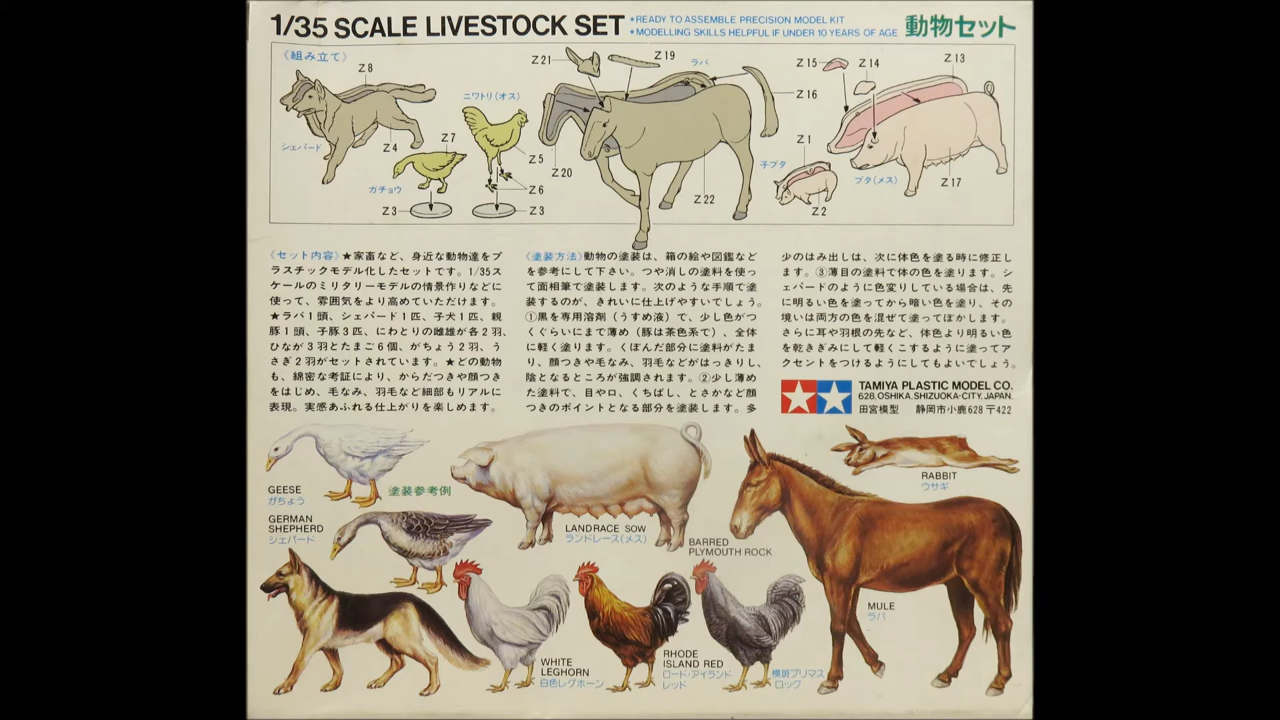 1/35 SCALE LIVESTOCK SET
*READY TO ASSEMBLE PRECISION MODEL KIT
*MODELLING SKILLS HELPFUL IF UNDER 10 YEARS OF AGE
動物セット
《組み立て》
Z8
Z4
シェパード
Z7
ガチョウ
Z3
ニワトリ(オス)
Z5
Z6
Z3
Z21
Z19
ラバ
Z16
Z20
Z22
Z15
Z14
Z13
Z1
子ブタ
Z2
ブタ(メス)
Z17
《セット内容》★家畜など、身近な動物達をプ
ラスチックモデル化したセットです。1/35ス
ケールのミリタリーモデルの情景作りなどに
使って、雰囲気をより高めていただけます。
★ラバ1頭、シェパード1匹、子犬1匹、親
豚1頭、子豚3匹、にわとりの雌雄が各2羽、
ひなが3羽とたまご6個、がちょう2羽、う
さぎ2羽がセットされています。★どの動物
も、綿密な考証により、からだつきや顔つき
をはじめ、毛なみ、羽毛など細部もリアルに
表現。実感あふれる仕上がりを楽しめます。
《塗装方法》動物の塗装は、箱の絵や図鑑など
を参考にして下さい。つや消しの塗料を使っ
て面相筆で塗装します。次のような手順で塗
装するのが、きれいに仕上げやすいでしょう。
①黒を専用溶剤(うすめ液)で、少し色がつ
くぐらいにまで薄め(豚は茶色系で)、全体
に軽く塗ります。くぼんだ部分に塗料がたま
り、顔つきや毛なみ、羽毛などがはっきりし、
陰となるところが強調されます。②少し薄め
た塗料で、目や口、くちばし、とさかなど顔
つきのポイントとなる部分を塗装します。多
少のはみ出しは、次に体色を塗る時に修正し
ます。③薄目の塗料で体の色を塗ります。シ
ェパードのように色変りしている場合は、先
に明るい色を塗ってから暗い色を塗り、その
境いは両方の色を混ぜて塗ってぼかします。
さらに耳や羽根の先など、体色より明るい色
を乾ききぎみにして軽くこするように塗ってア
クセントをつけるようにしてもよいでしょう。
TAMIYA PLASTIC MODEL CO.
628, OSHIKA, SHIZUOKA-CITY, JAPAN.
田宮模型 静岡市小鹿628 〒422
GEESE
がちょう
塗装参考例
GERMAN
SHEPHERD
シェパード
LANDRACE SOW
ランドレース(メス)
BARRED
PLYMOUTH ROCK
RABBIT
ウサギ
MULE
ラバ
WHITE
LEGHORN
白色レグホーン
RHODE
ISLAND RED
ロード・アイランド
レッド
横斑プリマス
ロック